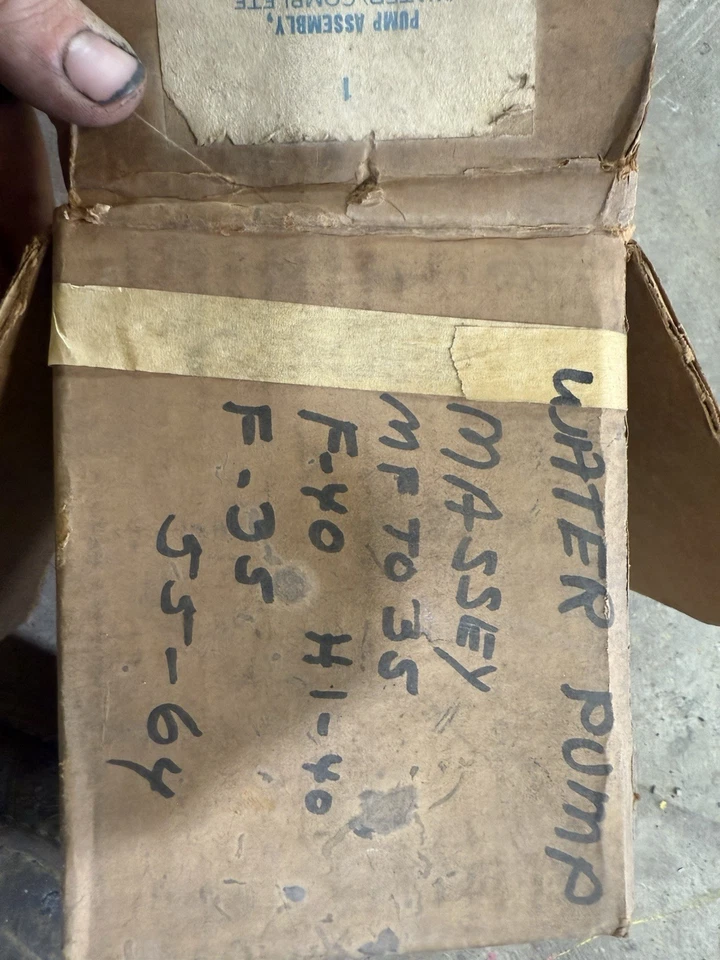 PUMP ASSEMBLY,
1
WATER PUMP
MASSEY
MF TO 35
F-40 HI-40
F-35
55-64